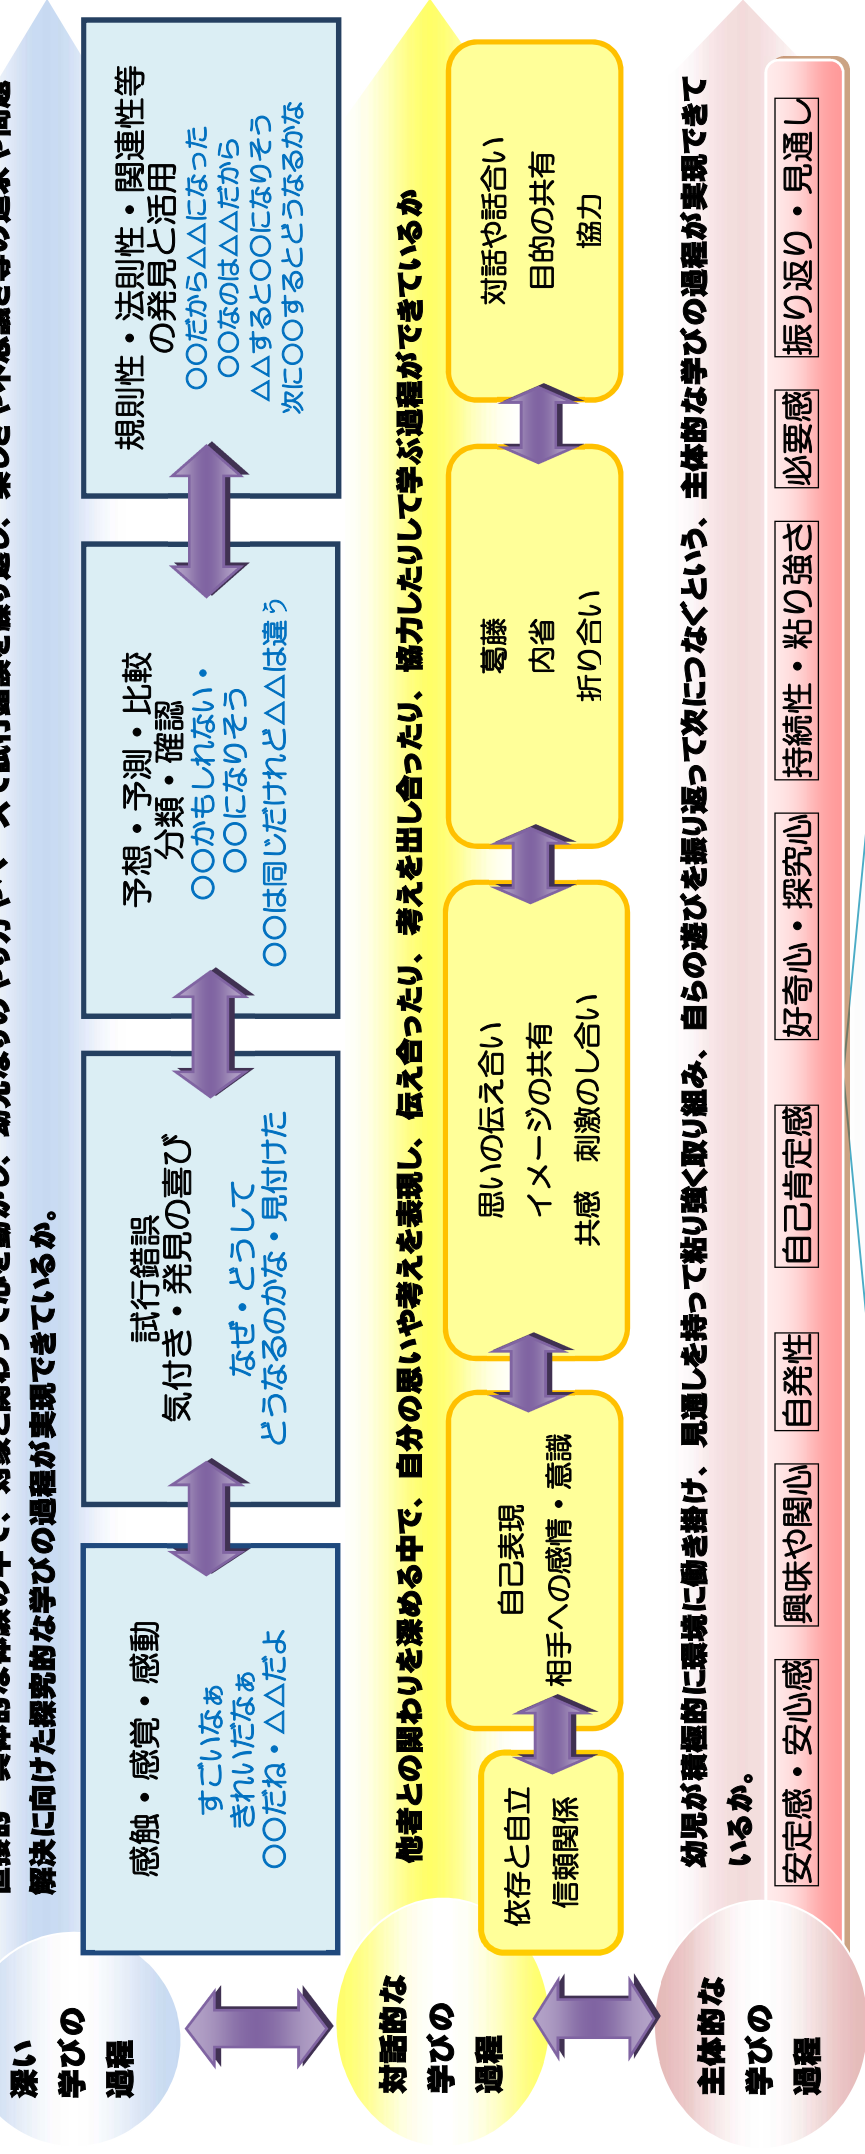 深い
学びの
過程
解決に向けた探究的な学びの過程が実現できているか。
感触・感覚・感動
すごいなぁ
きれいだなぁ
〇〇だね・△△だよ
試行錯誤
気付き・発見の喜び
なぜ・どうして
どうなるのかな・見付けた
予想・予測・比較
分類・確認
〇〇かもしれない・
〇〇になりそう
〇〇は同じだけれど△△は違う
規則性・法則性・関連性等
の発見と活用
〇〇だから△△になった
〇〇なのは△△だから
△△すると〇〇になりそう
次に〇〇するとどうなるかな
対話的な
学びの
過程
他者との関わりを深める中で、自分の思いや考えを表現し、伝え合ったり、考えを出し合ったり、協力したりして学ぶ過程ができているか
依存と自立
信頼関係
自己表現
相手への感情・意識
思いの伝え合い
イメージの共有
共感　刺激のし合い
葛藤
内省
折り合い
対話や話合い
目的の共有
協力
主体的な
学びの
過程
幼児が積極的に環境に働き掛け、見通しを持って粘り強く取り組み、自らの遊びを振り返って次につなぐという、主体的な学びの過程が実現できて
いるか。
安定感・安心感
興味や関心
自発性
自己肯定感
好奇心・探究心
持続性・粘り強さ
必要感
振り返り・見通し